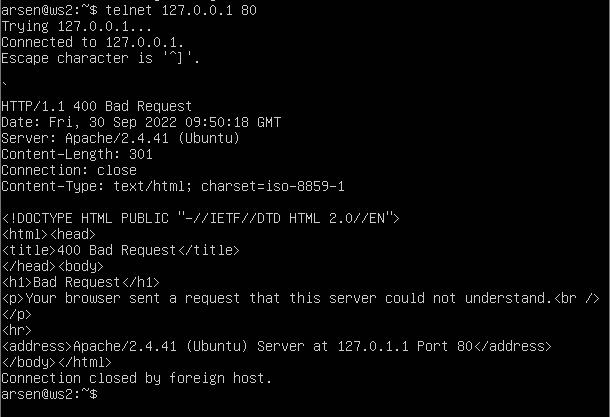 arsen@ws2:~$ telnet 127.0.0.1 80
Trying 127.0.0.1...
Connected to 127.0.0.1.
Escape character is '^]'.
`
HTTP/1.1 400 Bad Request
Date: Fri, 30 Sep 2022 09:50:18 GMT
Server: Apache/2.4.41 (Ubuntu)
Content-Length: 301
Connection: close
Content-Type: text/html; charset=iso-8859-1
<!DOCTYPE HTML PUBLIC "-//IETF//DTD HTML 2.0//EN">
<html><head>
<title>400 Bad Request</title>
</head><body>
<h1>Bad Request</h1>
<p>Your browser sent a request that this server could not understand.<br />
</p>
<hr>
<address>Apache/2.4.41 (Ubuntu) Server at 127.0.1.1 Port 80</address>
</body></html>
Connection closed by foreign host.
arsen@ws2:~$